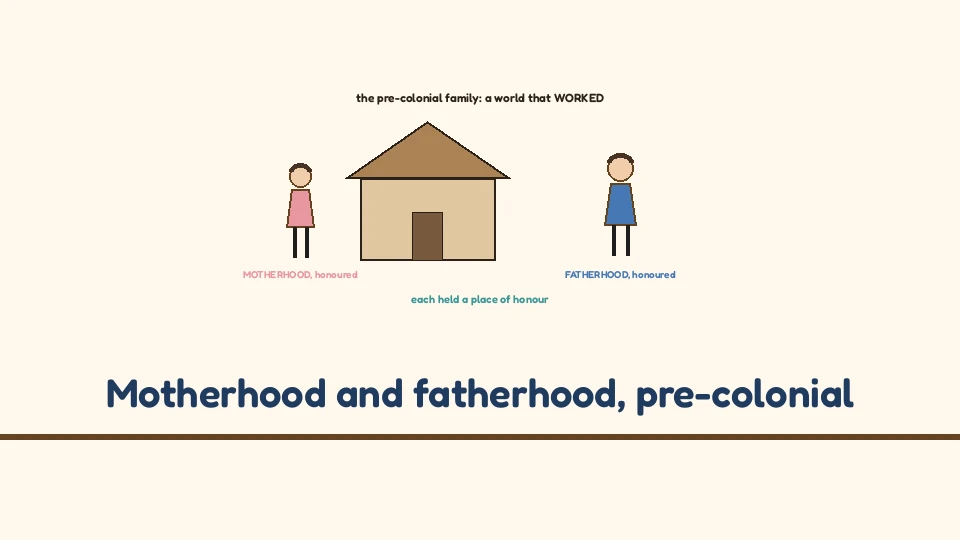 the pre-colonial family: a world that WORKED
MOTHERHOOD, honoured
FATHERHOOD, honoured
each held a place of honour
Motherhood and fatherhood, pre-colonial